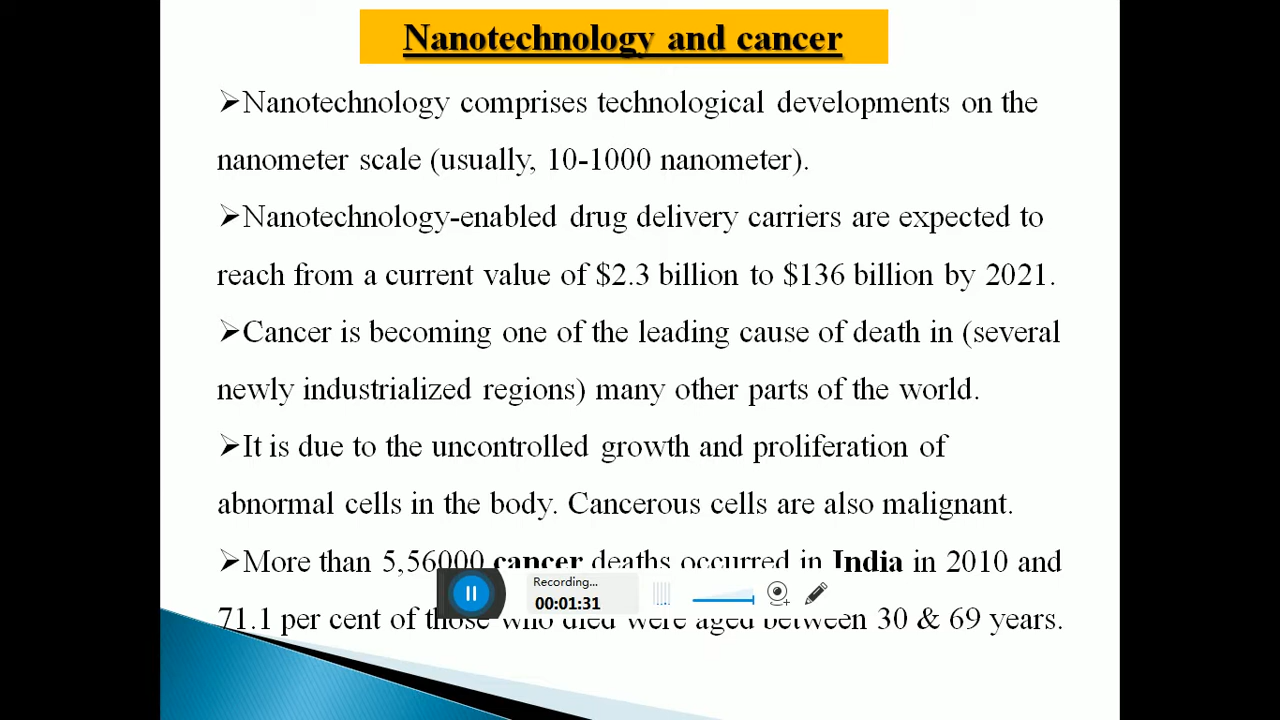 Nanotechnology and cancer
➢Nanotechnology comprises technological developments on the
nanometer scale (usually, 10-1000 nanometer).
➢Nanotechnology-enabled drug delivery carriers are expected to
reach from a current value of $2.3 billion to $136 billion by 2021.
➢Cancer is becoming one of the leading cause of death in (several
newly industrialized regions) many other parts of the world.
➢It is due to the uncontrolled growth and proliferation of
abnormal cells in the body. Cancerous cells are also malignant.
➢More than 5,56000 cancer deaths occurred in India in 2010 and
71.1 per cent of those who died were aged between 30 & 69 years.
Recording...
00:01:31